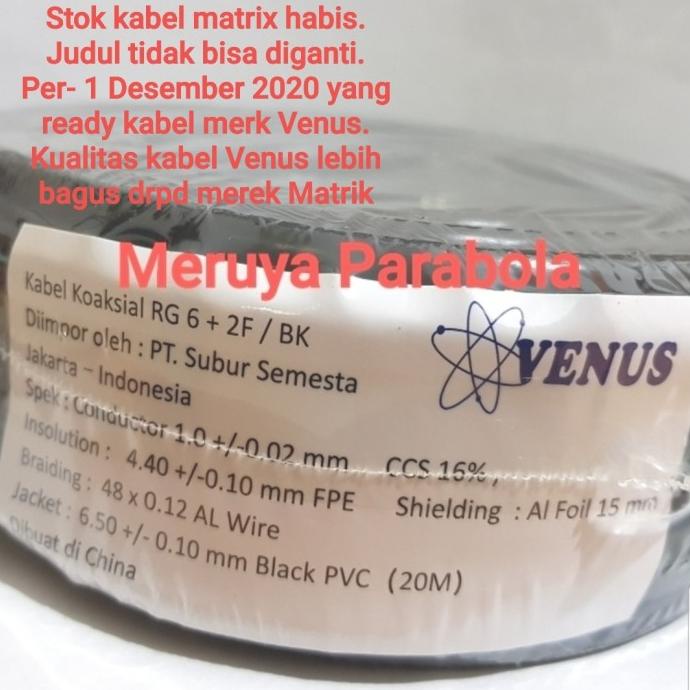 Stok kabel matrix habis.
Judul tidak bisa diganti.
Per- 1 Desember 2020 yang
ready kabel merk Venus.
Kualitas kabel Venus lebih
bagus drpd merek Matrik
Meruya Parabola
VENUS
Kabel Koaksial RG 6 + 2F / BK
Diimpor oleh : PT. Subur Semesta
Jakarta – Indonesia
Spek : Conductor 1.0 +/-0.02 mm CCS 16% ,
Insolution : 4.40 +/-0.10 mm FPE Shielding : Al Foil 15 mm
Braiding : 48 x 0.12 AL Wire
Jacket : 6.50 +/- 0.10 mm Black PVC (20M)
Dibuat di China